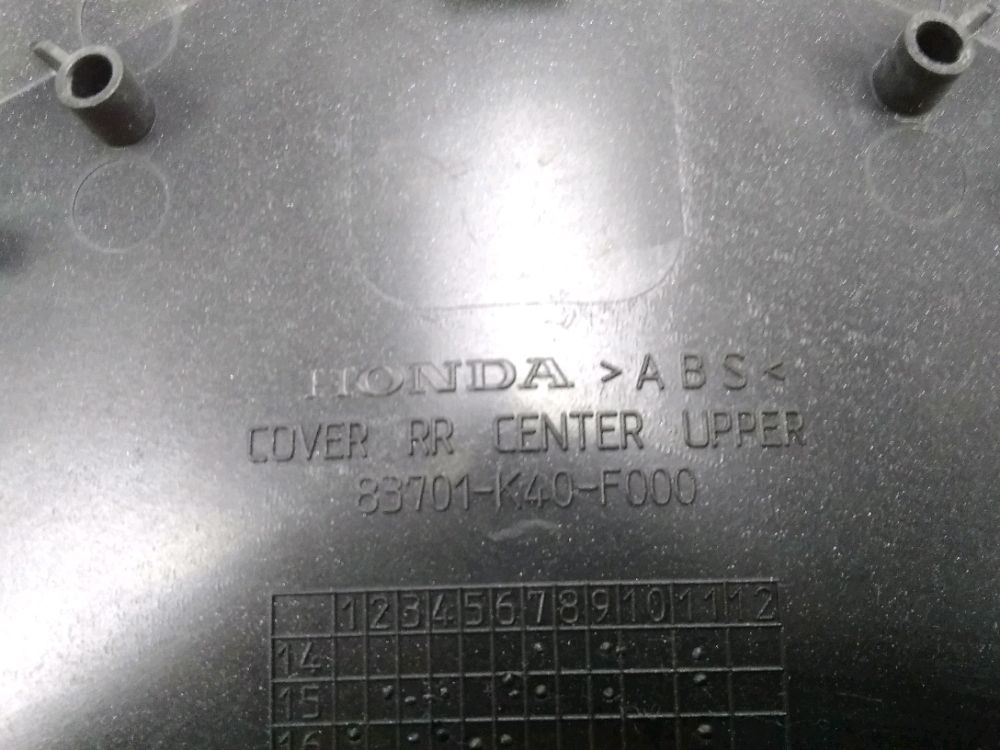 HONDA >ABS<
COVER RR CENTER UPPER
83701-K40-F000
1 2 3 4 5 6 7 8 9 10 11 12
14
15
16